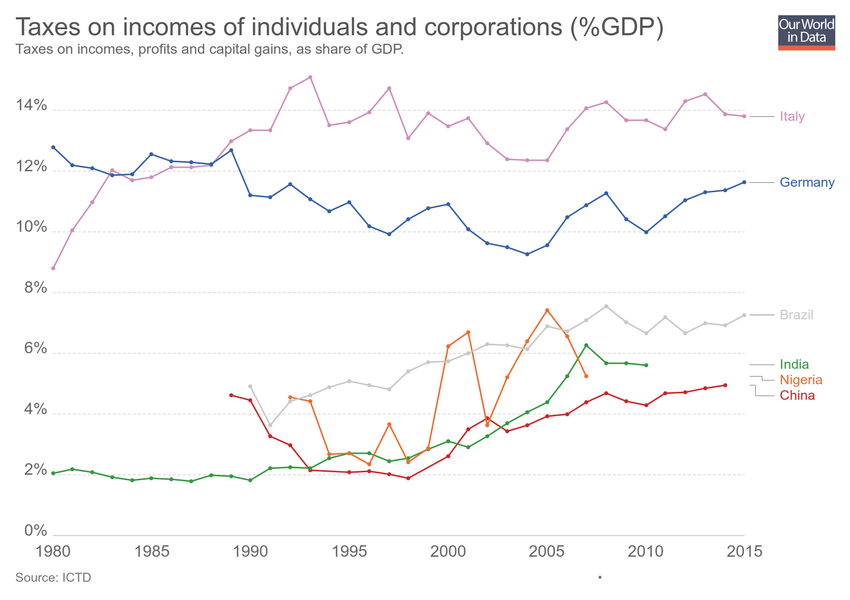 Taxes on incomes of individuals and corporations (%GDP)
Taxes on incomes, profits and capital gains, as share of GDP.
Our World
in Data
14%
12%
10%
8%
6%
4%
2%
0%
Italy
Germany
Brazil
India
Nigeria
China
1980 1985 1990 1995 2000 2005 2010 2015
Source: ICTD